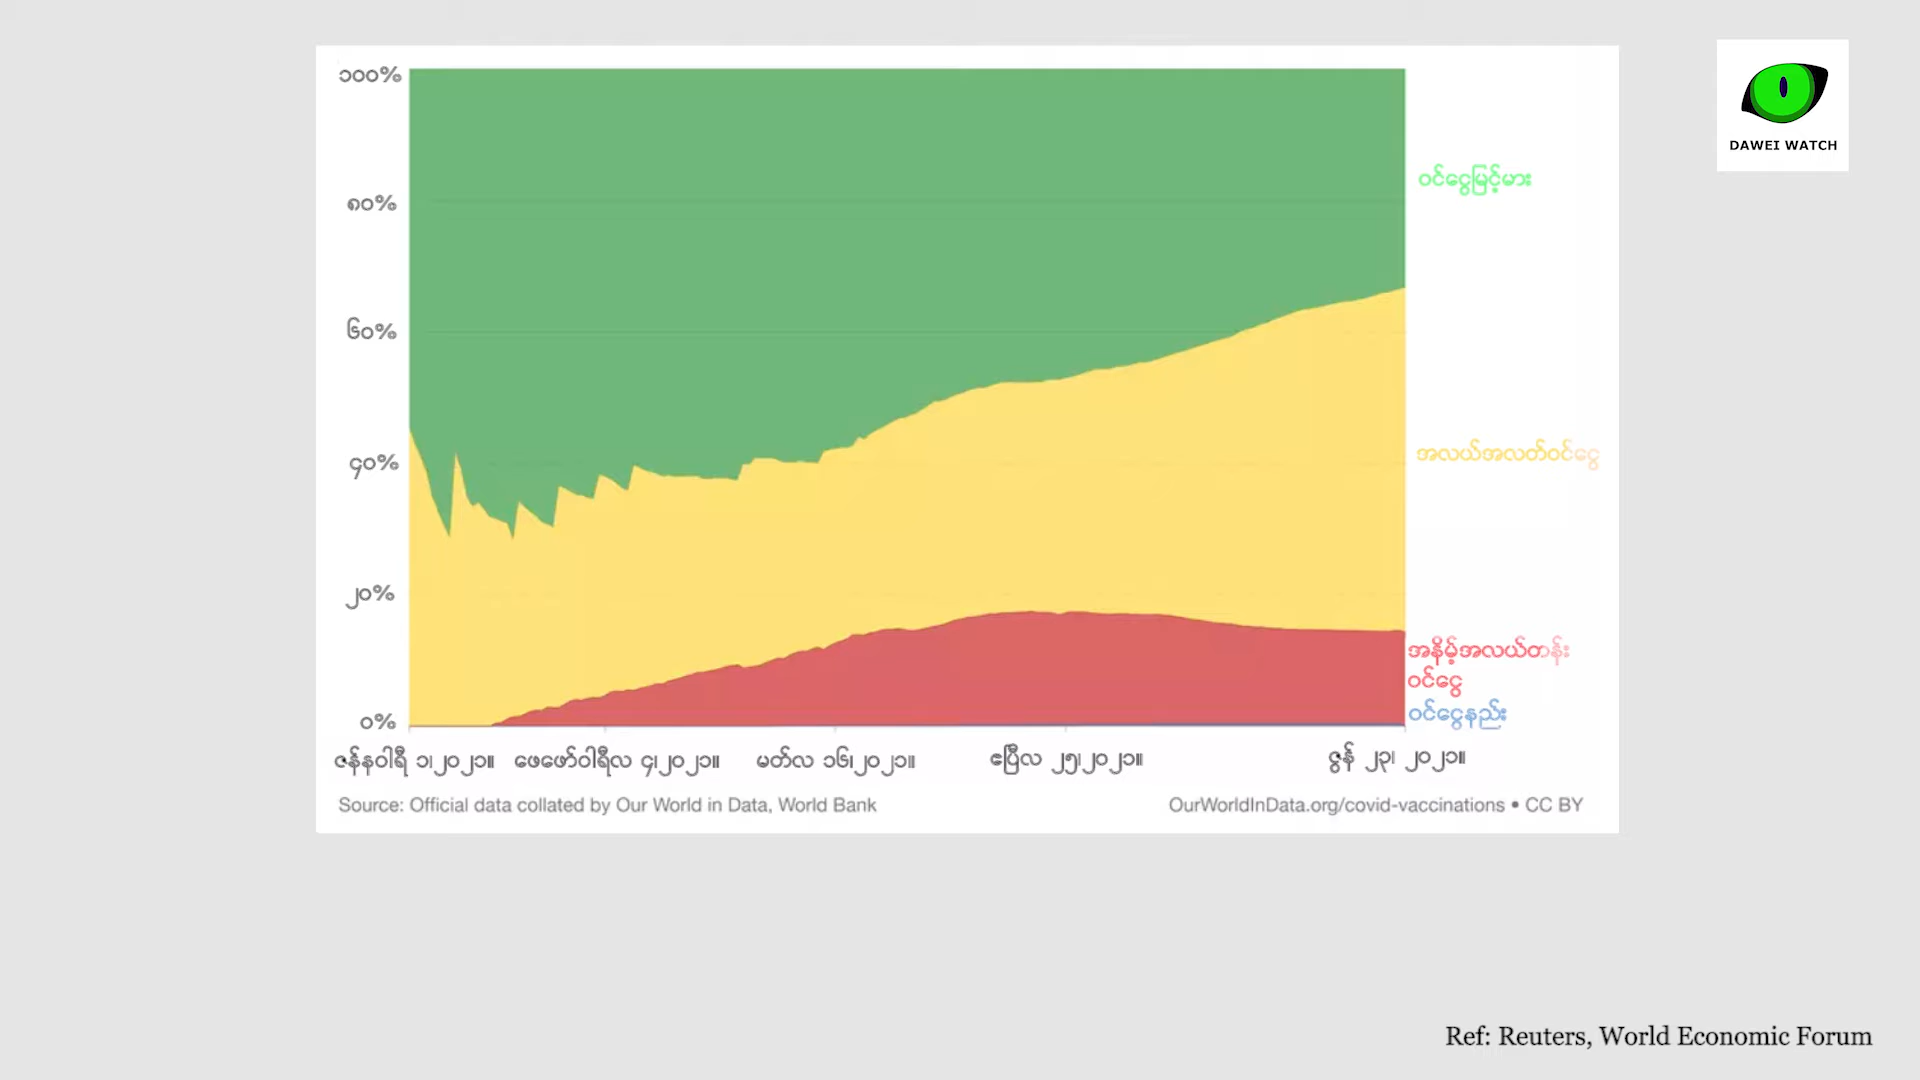 DAWEI WATCH
၁၀၀%
၈၀%
၆၀%
၄၀%
၂၀%
၀%
ဝင်ငွေမြင့်မား
အလယ်အလတ်ဝင်ငွေ
အနိမ့်အလယ်တန်း
ဝင်ငွေ
ဝင်ငွေနည်း
ဇန်နဝါရီ ၁၊၂၀၂၁။ ဖေဖော်ဝါရီလ ၄၊၂၀၂၁။ မတ်လ ၁၆၊၂၀၂၁။ ဧပြီလ ၂၅၊၂၀၂၁။ ဇွန် ၂၃၊ ၂၀၂၁။
Source: Official data collated by Our World in Data, World Bank
OurWorldInData.org/covid-vaccinations • CC BY
Ref: Reuters, World Economic Forum